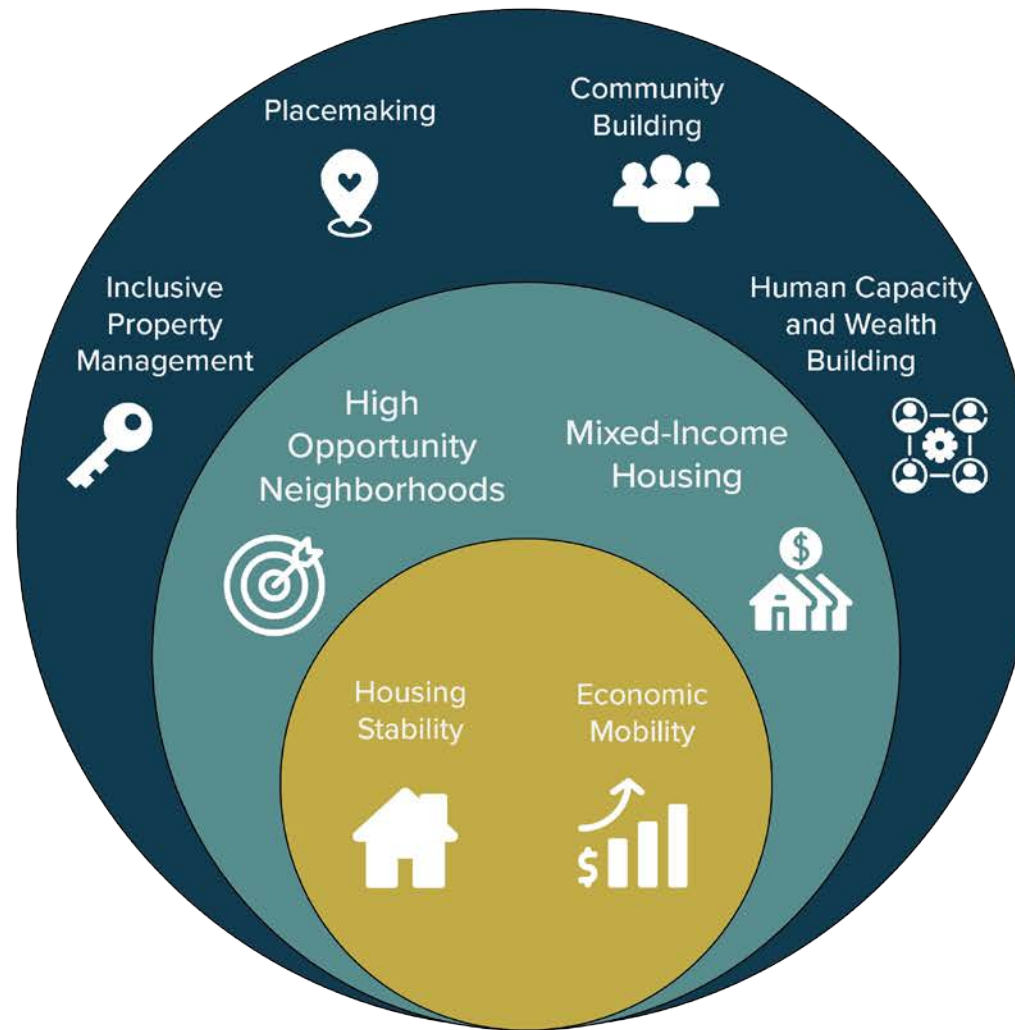 Placemaking
Community
Building
Inclusive
Property
Management
Human Capacity
and Wealth
Building
High
Opportunity
Neighborhoods
Mixed-Income
Housing
$
Housing
Stability
Economic
Mobility
$